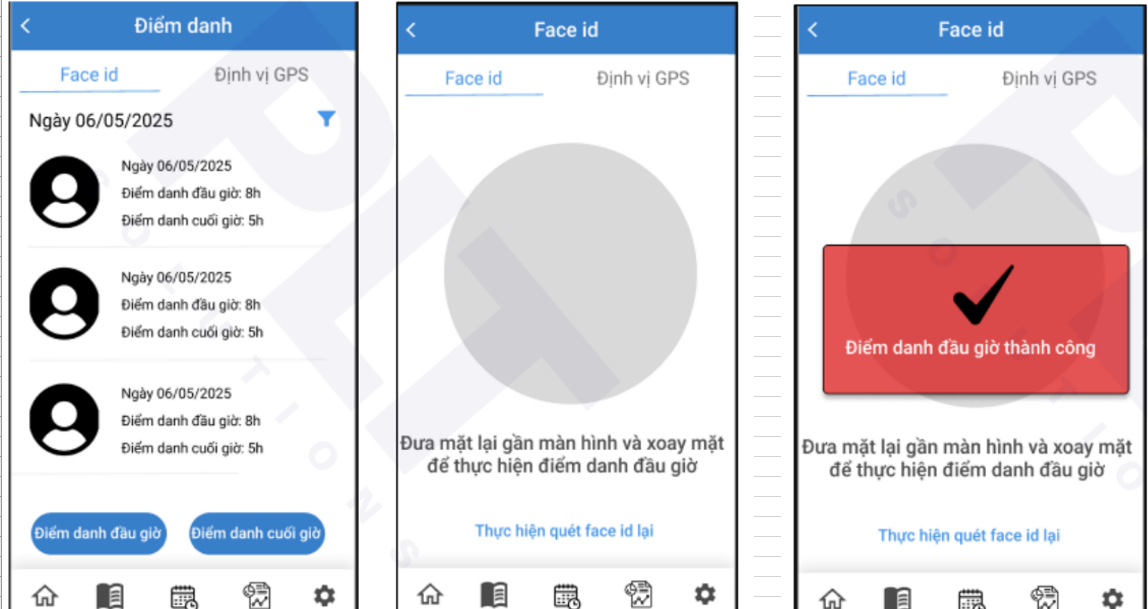 Điểm danh
Face id
Định vị GPS
Ngày 06/05/2025
Ngày 06/05/2025
Điểm danh đầu giờ: 8h
Điểm danh cuối giờ: 5h
Ngày 06/05/2025
Điểm danh đầu giờ: 8h
Điểm danh cuối giờ: 5h
Ngày 06/05/2025
Điểm danh đầu giờ: 8h
Điểm danh cuối giờ: 5h
Điểm danh đầu giờ
Điểm danh cuối giờ
Face id
Face id
Định vị GPS
Đưa mặt lại gần màn hình và xoay mặt
để thực hiện điểm danh đầu giờ
Thực hiện quét face id lại
Face id
Face id
Định vị GPS
Điểm danh đầu giờ thành công
Đưa mặt lại gần màn hình và xoay mặt
để thực hiện điểm danh đầu giờ
Thực hiện quét face id lại
SOLUTIONS